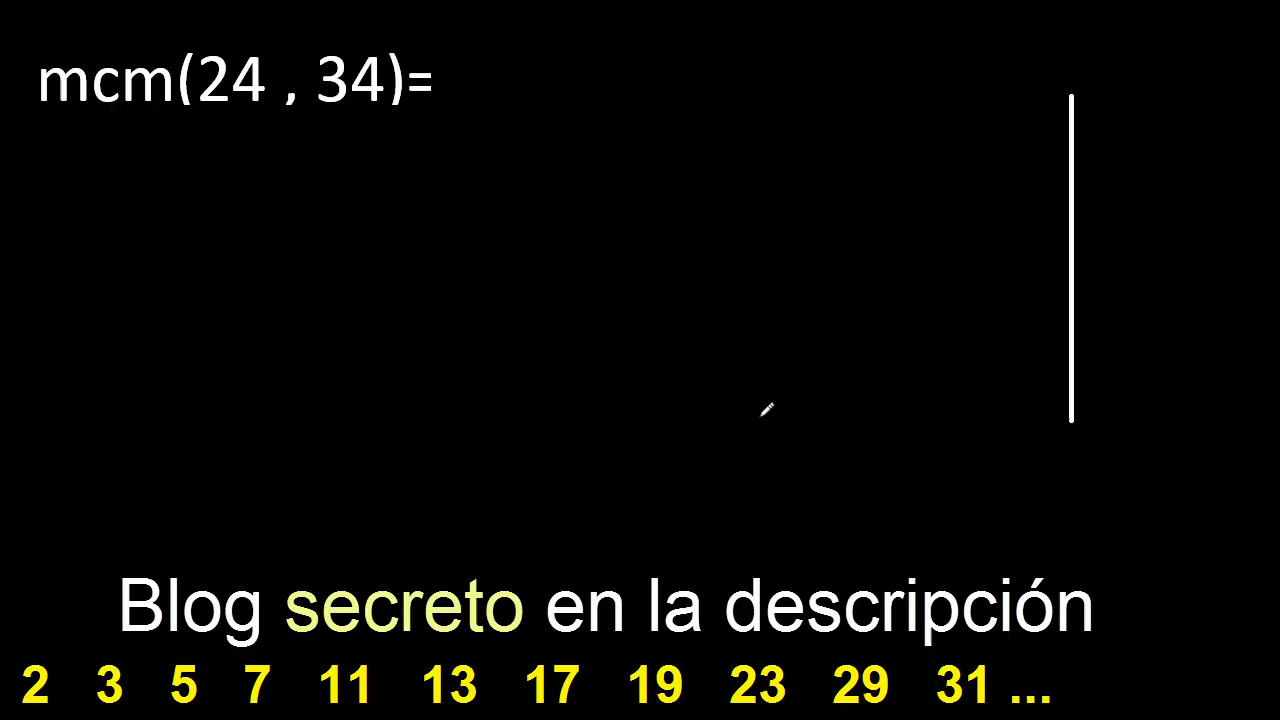 mcm(24 , 34)=
Blog secreto en la descripción
2 3 5 7 11 13 17 19 23 29 31 ...